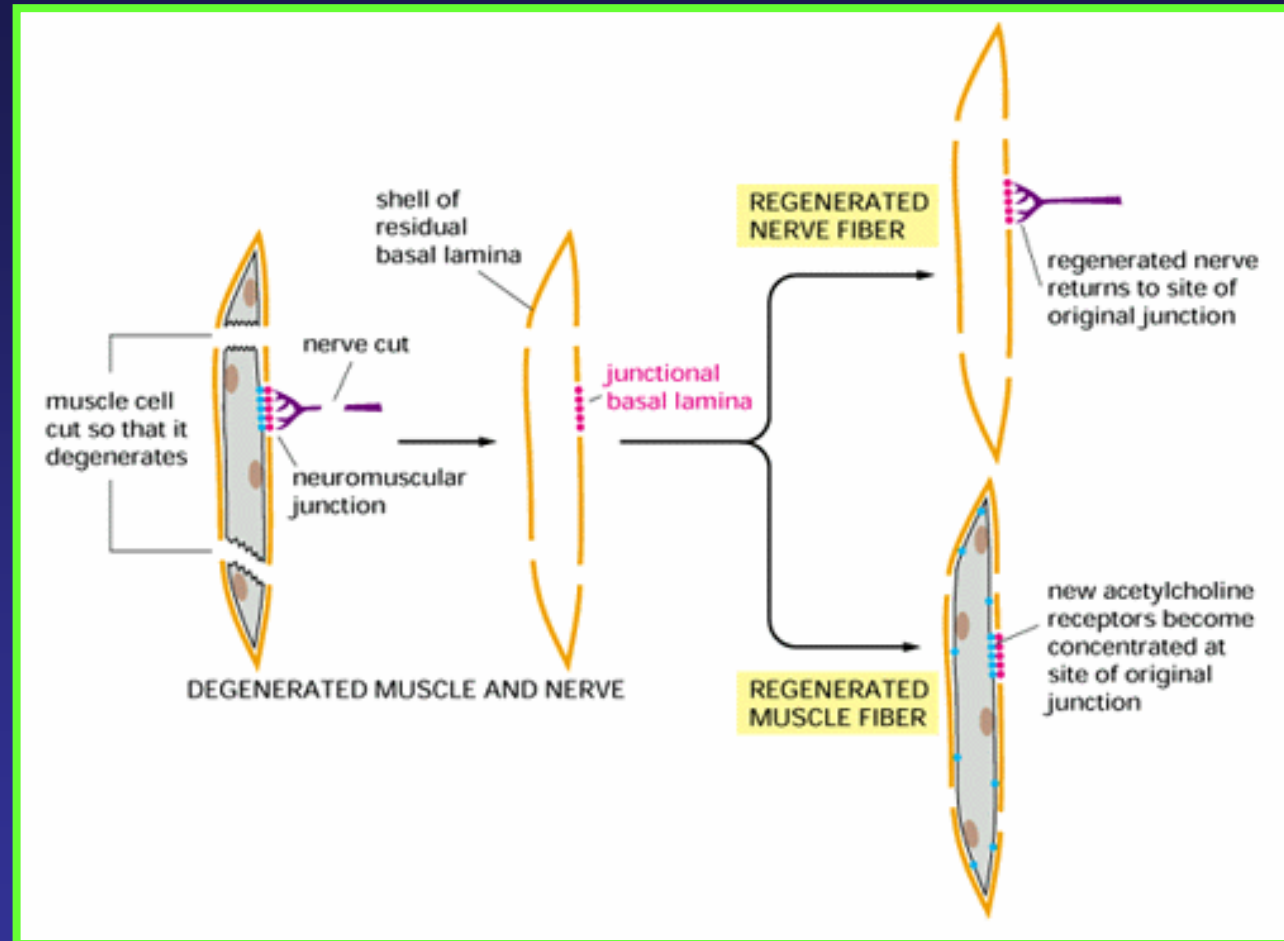 muscle cell
cut so that it
degenerates
nerve cut
neuromuscular
junction
shell of
residual
basal lamina
junctional
basal lamina
DEGENERATED MUSCLE AND NERVE
REGENERATED
NERVE FIBER
regenerated nerve
returns to site of
original junction
REGENERATED
MUSCLE FIBER
new acetylcholine
receptors become
concentrated at
site of original
junction